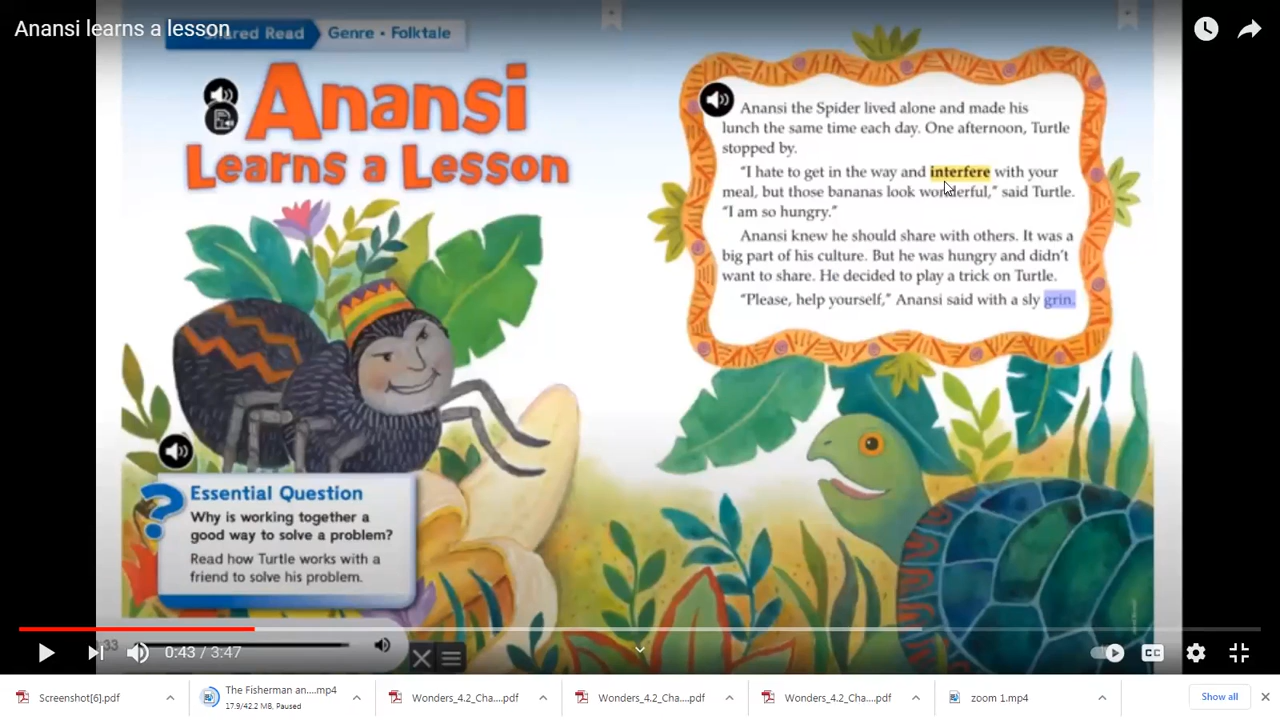 Anansi learns a lesson
Shared Read
Genre • Folktale
Anansi
Learns a Lesson
Anansi the Spider lived alone and made his
lunch the same time each day. One afternoon, Turtle
stopped by.
“I hate to get in the way and interfere with your
meal, but those bananas look wonderful,” said Turtle.
“I am so hungry.”
Anansi knew he should share with others. It was a
big part of his culture. But he was hungry and didn’t
want to share. He decided to play a trick on Turtle.
“Please, help yourself,” Anansi said with a sly grin.
? Essential Question
Why is working together a
good way to solve a problem?
Read how Turtle works with a
friend to solve his problem.
:33
0:43 / 3:47
CC
Screenshot[6].pdf
The Fisherman an....mp4
17.9/42.2 MB, Paused
Wonders_4.2_Cha....pdf
Wonders_4.2_Cha....pdf
Wonders_4.2_Cha....pdf
zoom 1.mp4
Show all